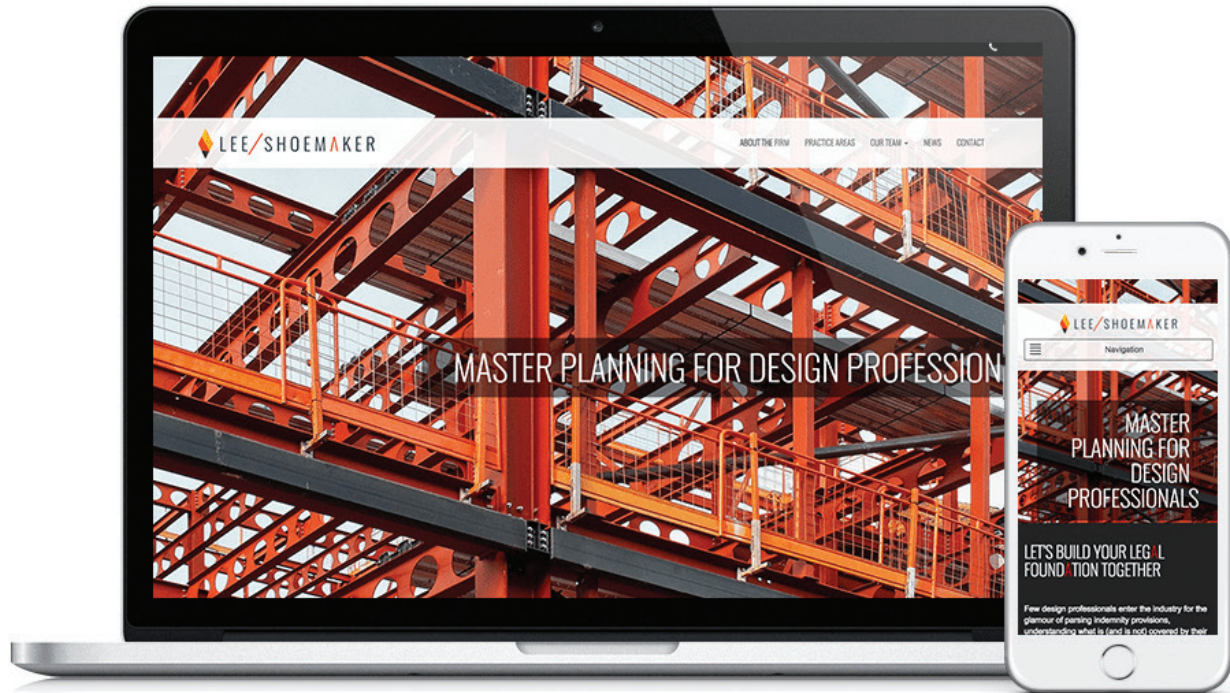 LEE/SHOEMAKER
ABOUT THE FIRM PRACTICE AREAS OUR TEAM NEWS CONTACT
MASTER PLANNING FOR DESIGN PROFESSION
LEE/SHOEMAKER
Navigation
MASTER
PLANNING FOR
DESIGN
PROFESSIONALS
LET'S BUILD YOUR LEGAL
FOUNDATION TOGETHER
Few design professionals enter the industry for the
glamour of parsing indemnity provisions,
understanding what is (and is not) covered by their